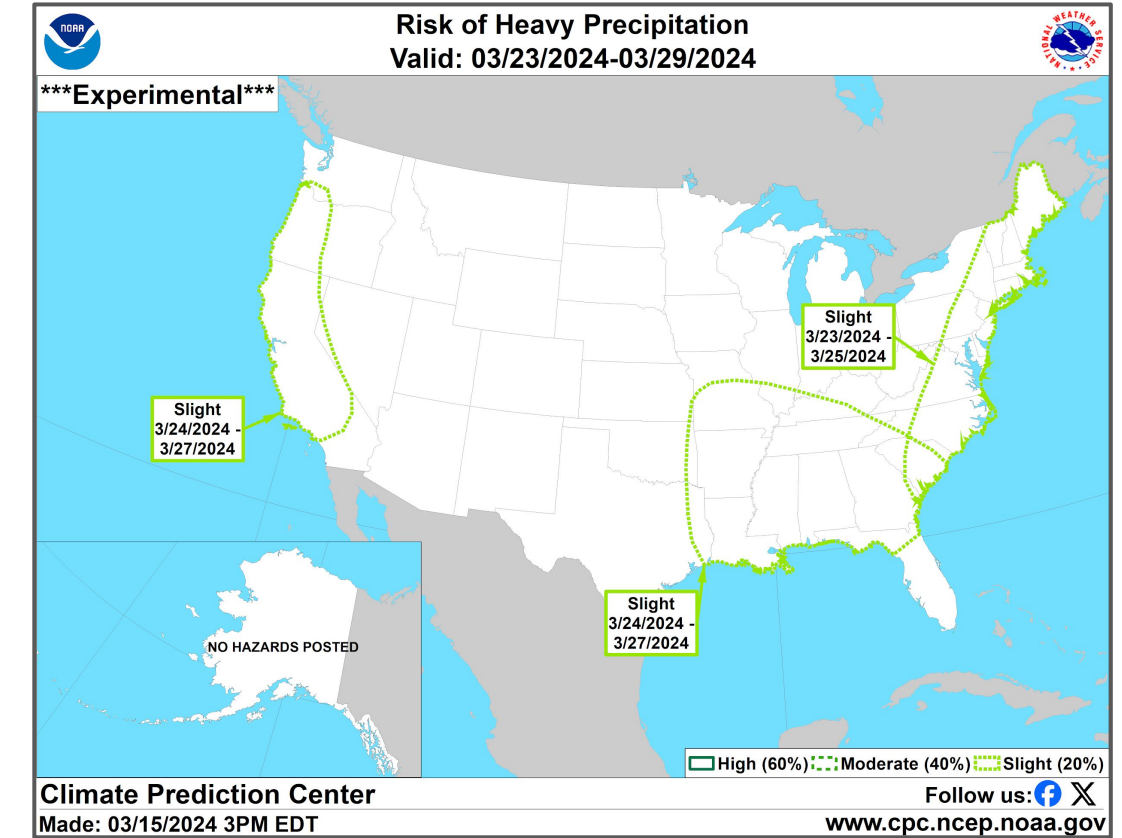 NOAA
Risk of Heavy Precipitation
Valid: 03/23/2024-03/29/2024
NATIONAL WEATHER SERVICE
***Experimental***
Slight
3/23/2024 -
3/25/2024
Slight
3/24/2024 -
3/27/2024
Slight
3/24/2024 -
3/27/2024
NO HAZARDS POSTED
High (60%) Moderate (40%) Slight (20%)
Climate Prediction Center
Follow us:
Made: 03/15/2024 3PM EDT
www.cpc.ncep.noaa.gov